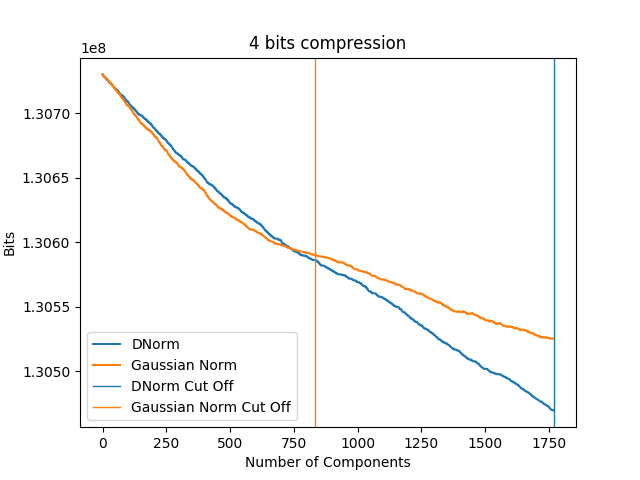 4 bits compression
1e8
1.3070
1.3065
1.3060
1.3055
1.3050
Bits
DNorm
Gaussian Norm
DNorm Cut Off
Gaussian Norm Cut Off
0 250 500 750 1000 1250 1500 1750
Number of Components